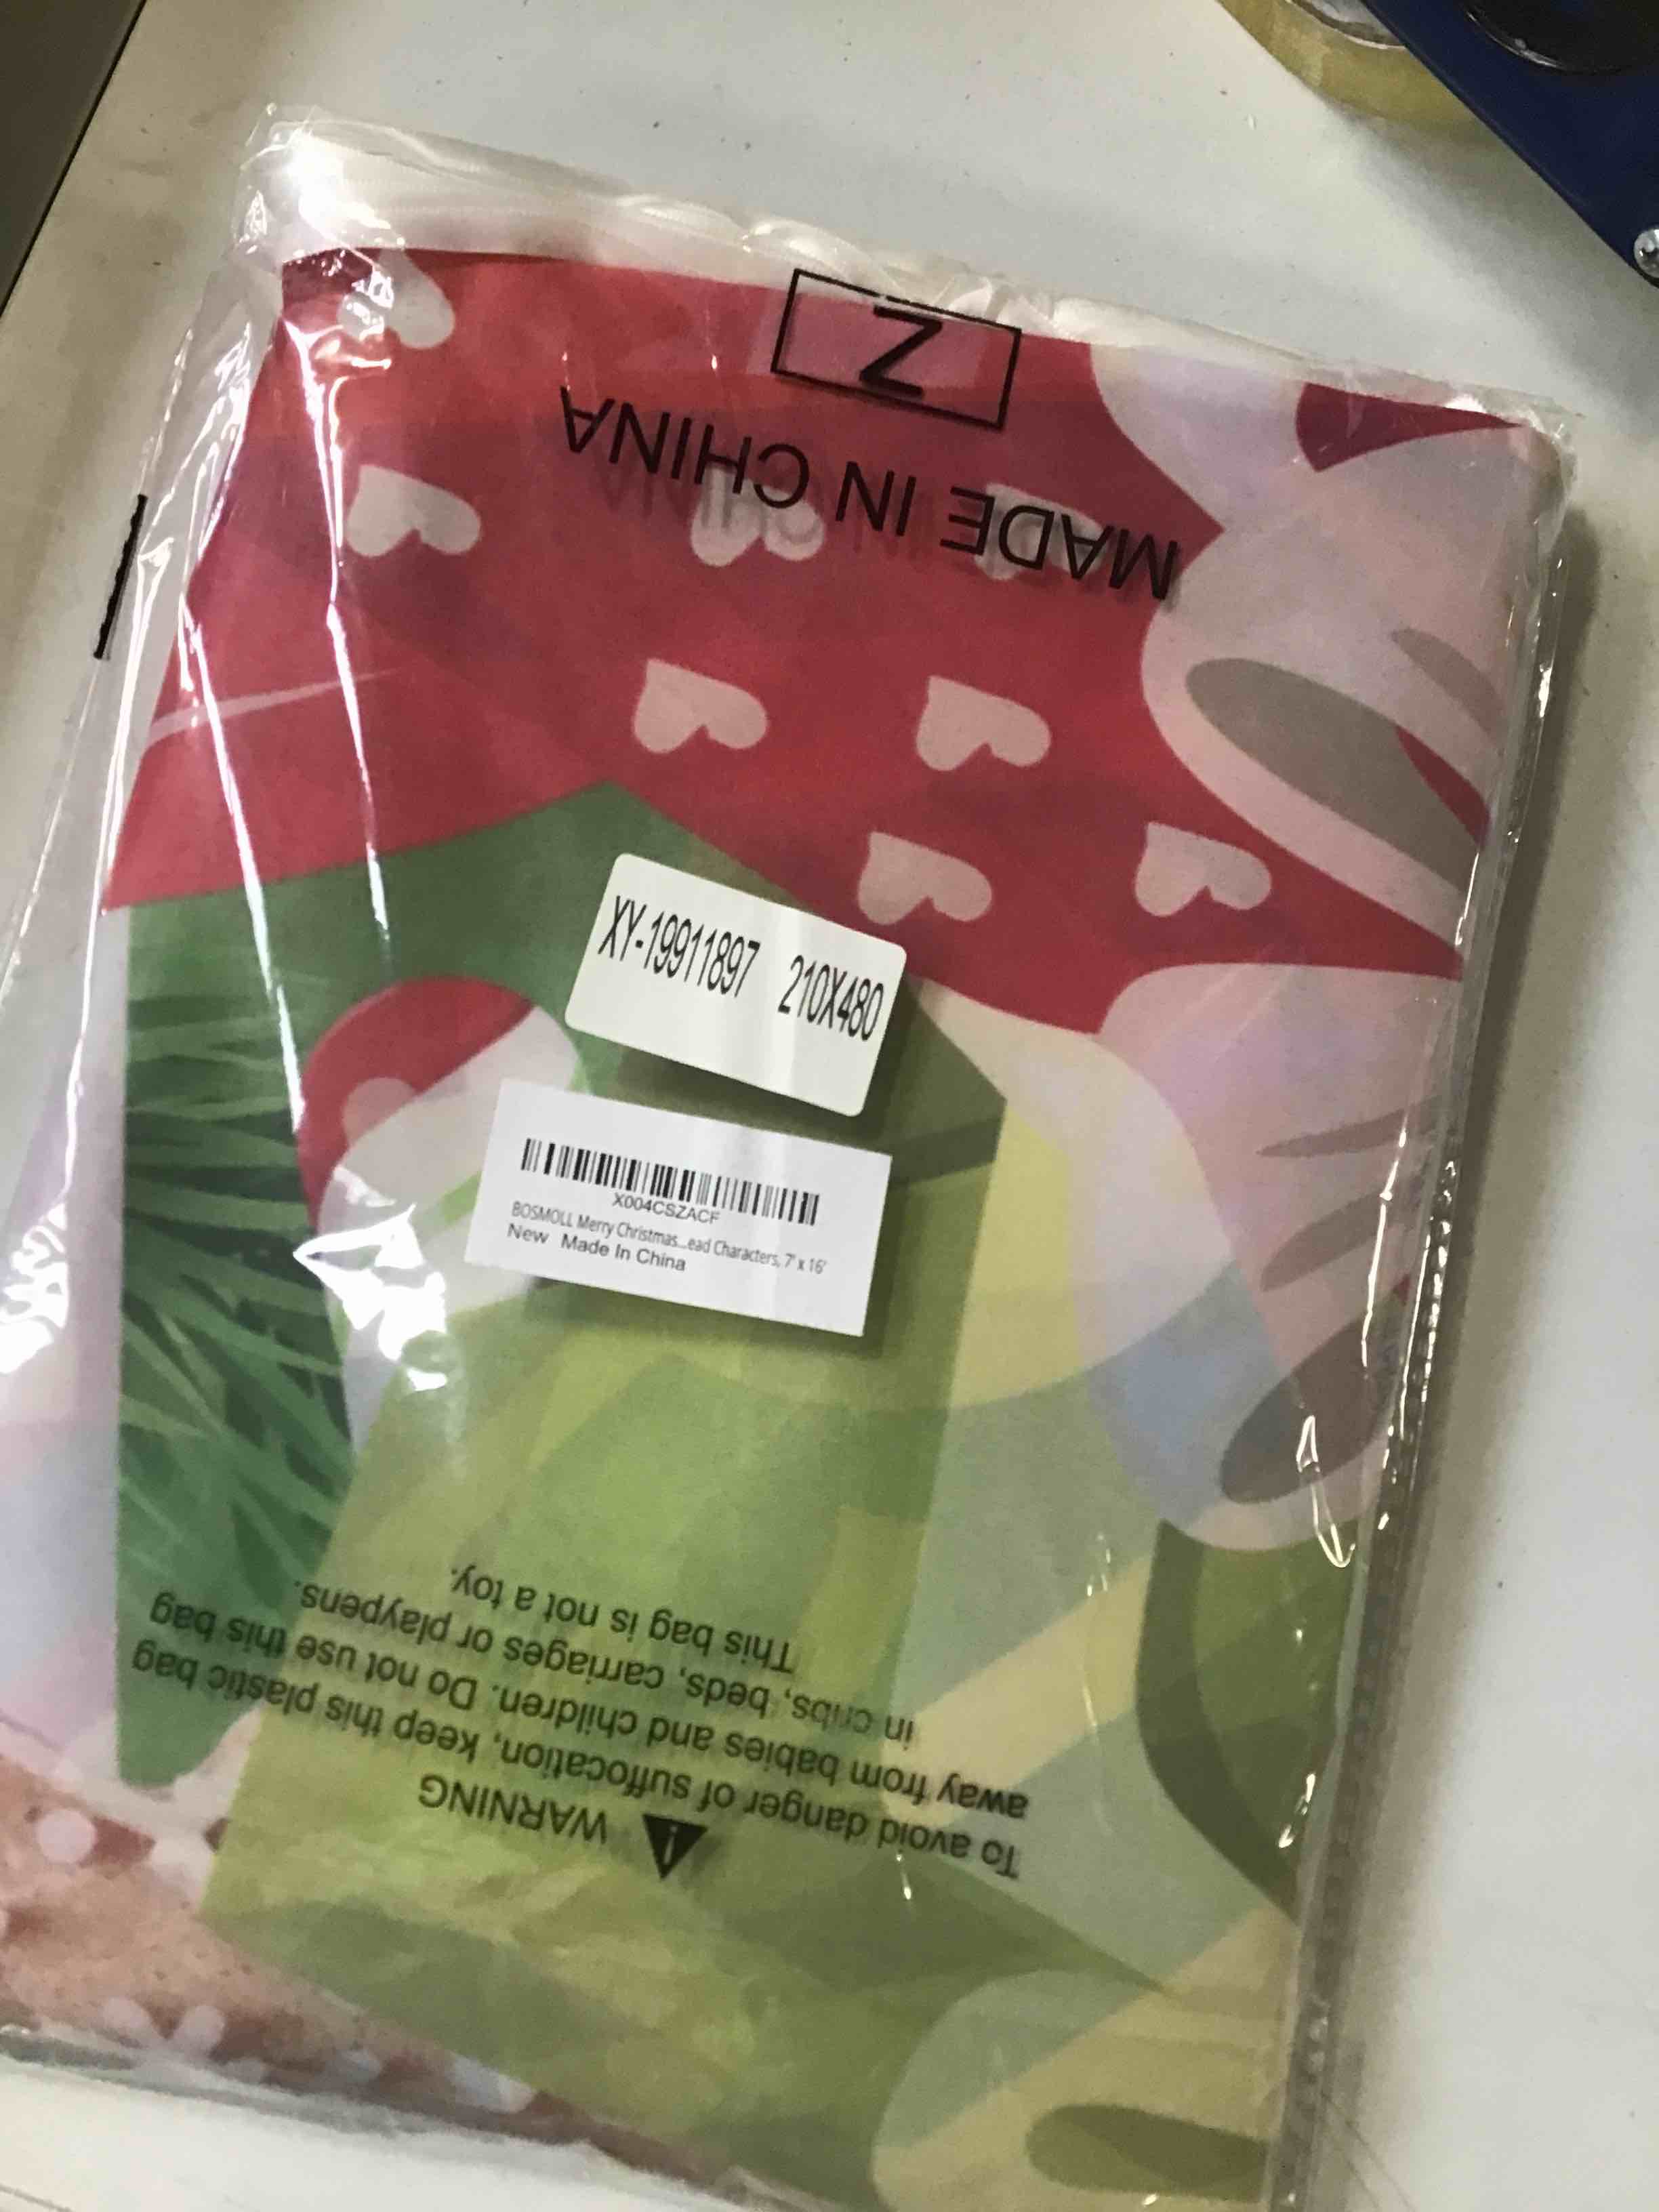 Z
MADE IN CHINA
XY-19911897 210X480
X004CSZACF
BOSMOLL Merry Christmas...ead Characters, 7' x 16'
New Made In China
WARNING
To avoid danger of suffocation, keep this plastic bag
away from babies and children. Do not use this bag
in cribs, beds, carriages or playpens.
This bag is not a toy.